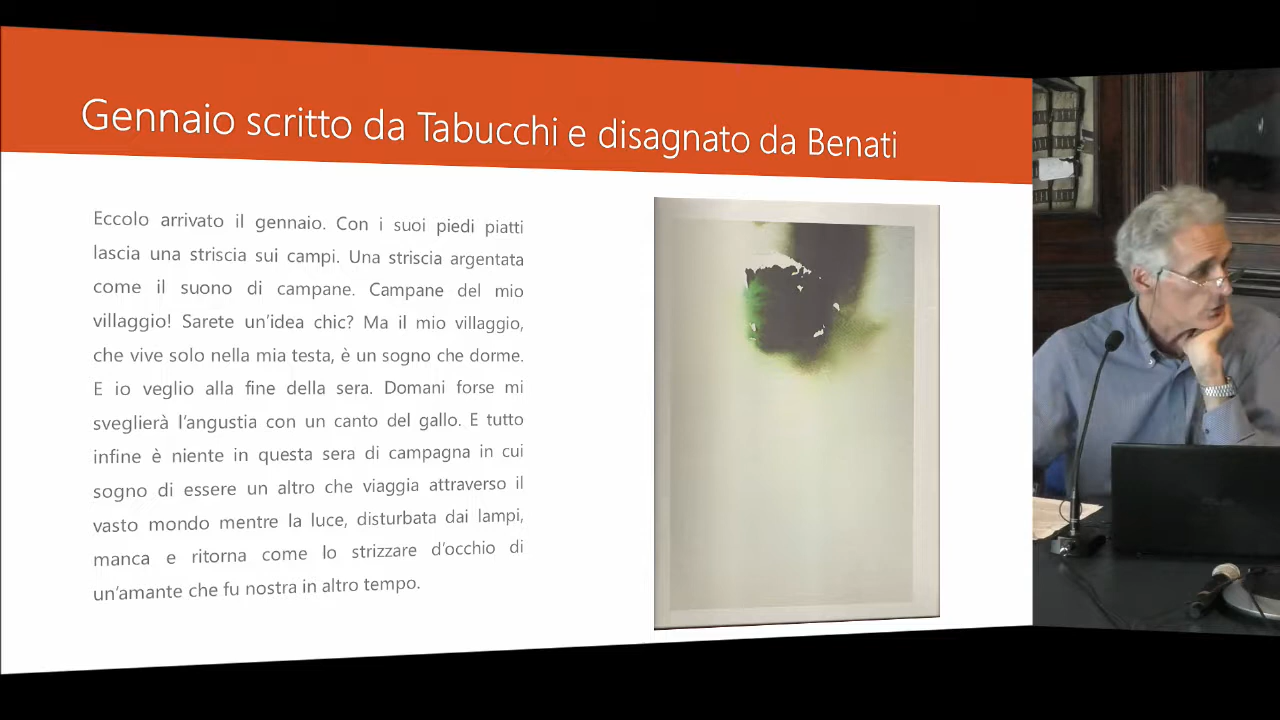 Gennaio scritto da Tabucchi e disagnato da Benati
Eccolo arrivato il gennaio. Con i suoi piedi piatti
lascia una striscia sui campi. Una striscia argentata
come il suono di campane. Campane del mio
villaggio! Sarete un'idea chic? Ma il mio villaggio,
che vive solo nella mia testa, è un sogno che dorme.
E io veglio alla fine della sera. Domani forse mi
sveglierà l'angustia con un canto del gallo. E tutto
infine è niente in questa sera di campagna in cui
sogno di essere un altro che viaggia attraverso il
vasto mondo mentre la luce, disturbata dai lampi,
manca e ritorna come lo strizzare d'occhio di
un'amante che fu nostra in altro tempo.